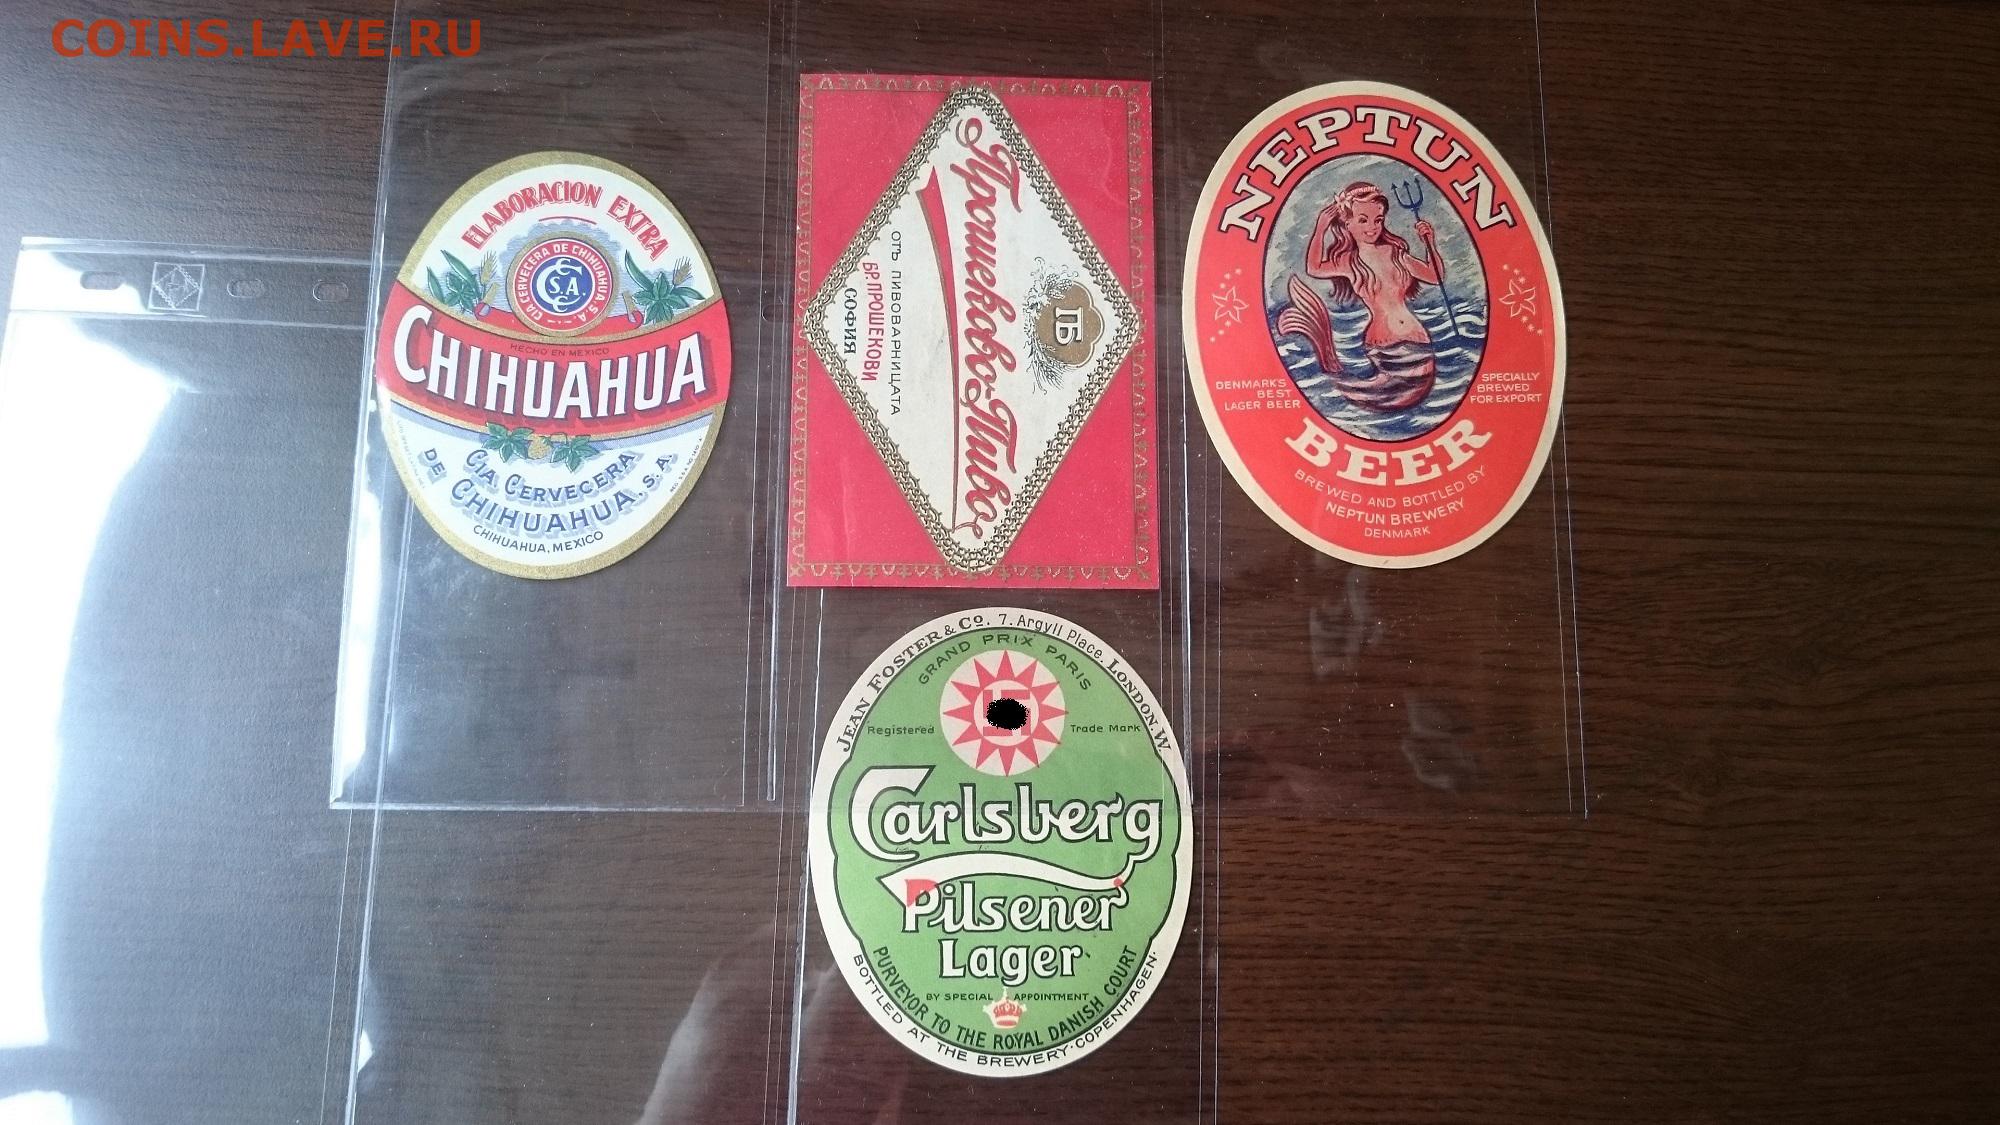 COINS.LAVE.RU
ELABORACION EXTRA
CIA CERVECERA DE CHIHUAHUA, S.A.
CCC S.A.
HECHO EN MEXICO
CHIHUAHUA
CIA. CERVECERA
DE CHIHUAHUA, S. A.
CHIHUAHUA, MEXICO
ПБ
Прошеково Пиво
ОТЪ ПИВОВАРНИЦАТА
БР. ПРОШЕКОВИ
СОФИЯ
NEPTUN
DENMARK'S
BEST
LAGER BEER
SPECIALLY
BREWED
FOR EXPORT
BEER
BREWED AND BOTTLED BY
NEPTUN BREWERY
DENMARK
JEAN FOSTER & Co. 7. Argyll Place. LONDON. W.
GRAND PRIX PARIS
Registered Trade Mark
Carlsberg
Pilsener
Lager
BY SPECIAL APPOINTMENT
PURVEYOR TO THE ROYAL DANISH COURT
BOTTLED AT THE BREWERY·COPENHAGEN·